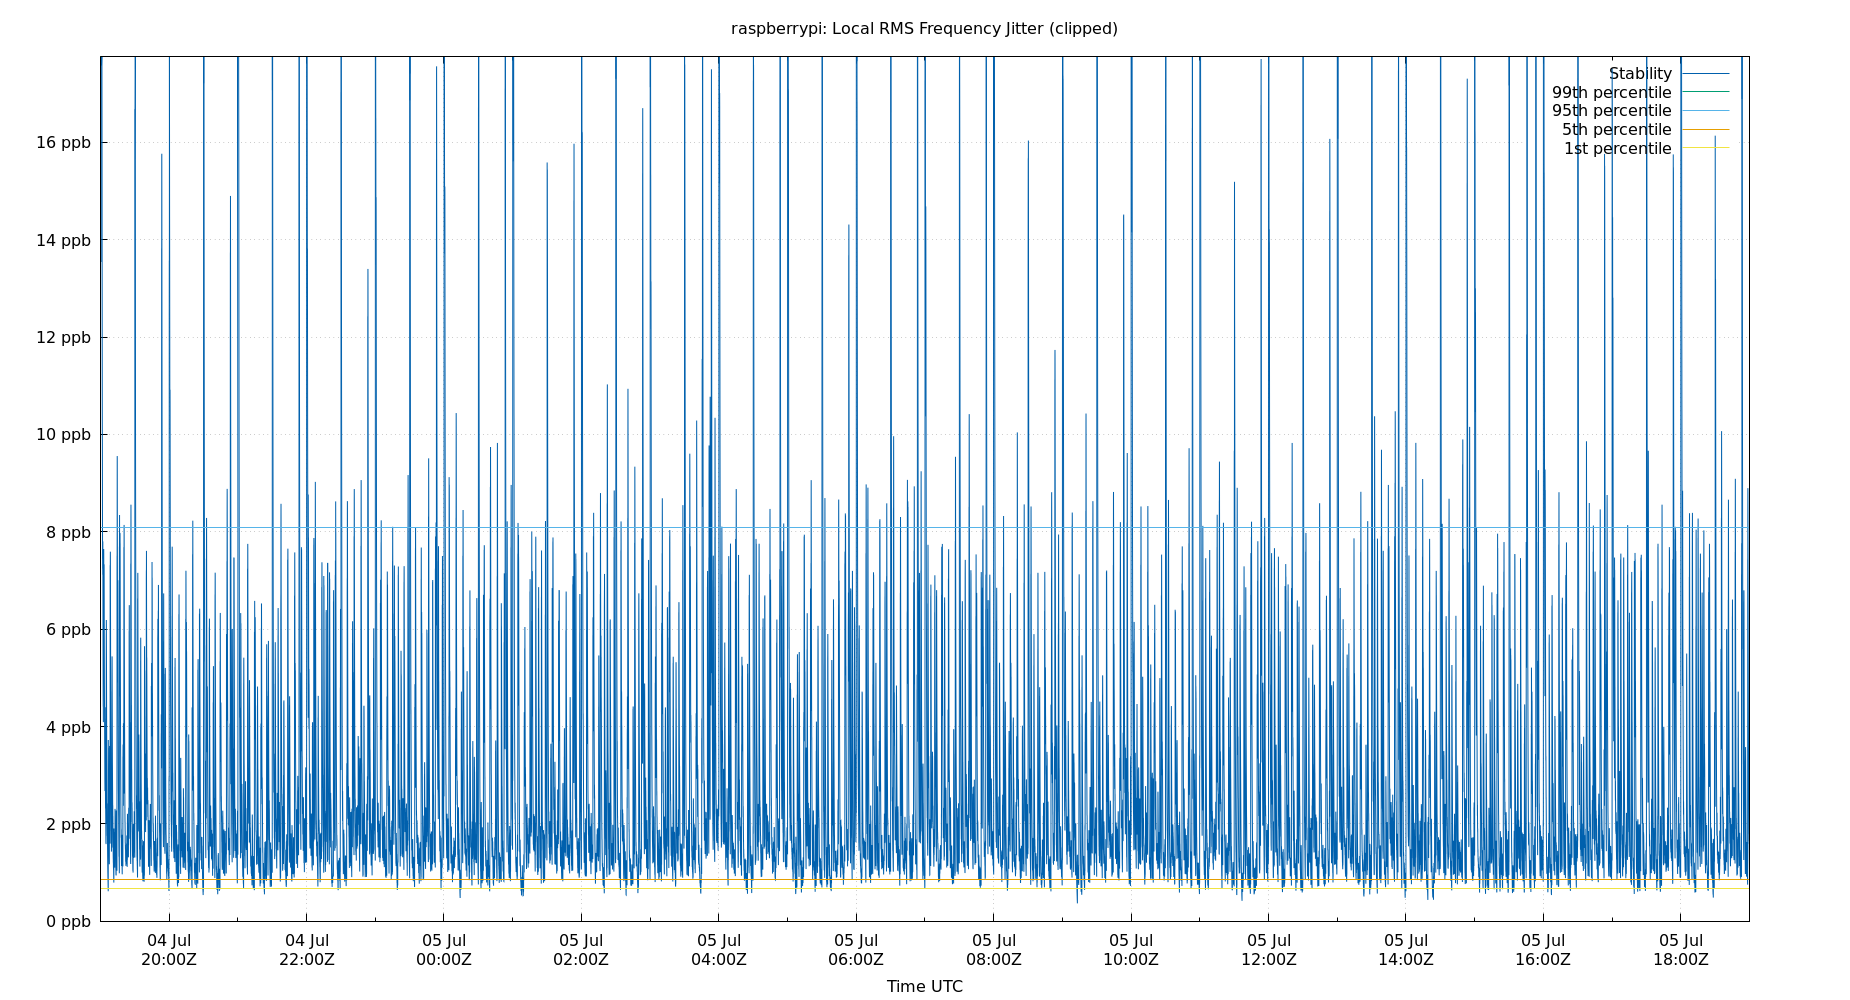 raspberrypi: Local RMS Frequency Jitter (clipped)
Stability
99th percentile
95th percentile
5th percentile
1st percentile
16 ppb
14 ppb
12 ppb
10 ppb
8 ppb
6 ppb
4 ppb
2 ppb
0 ppb
04 Jul 04 Jul 05 Jul 05 Jul 05 Jul 05 Jul 05 Jul 05 Jul 05 Jul 05 Jul 05 Jul 05 Jul
20:00Z 22:00Z 00:00Z 02:00Z 04:00Z 06:00Z 08:00Z 10:00Z 12:00Z 14:00Z 16:00Z 18:00Z
Time UTC